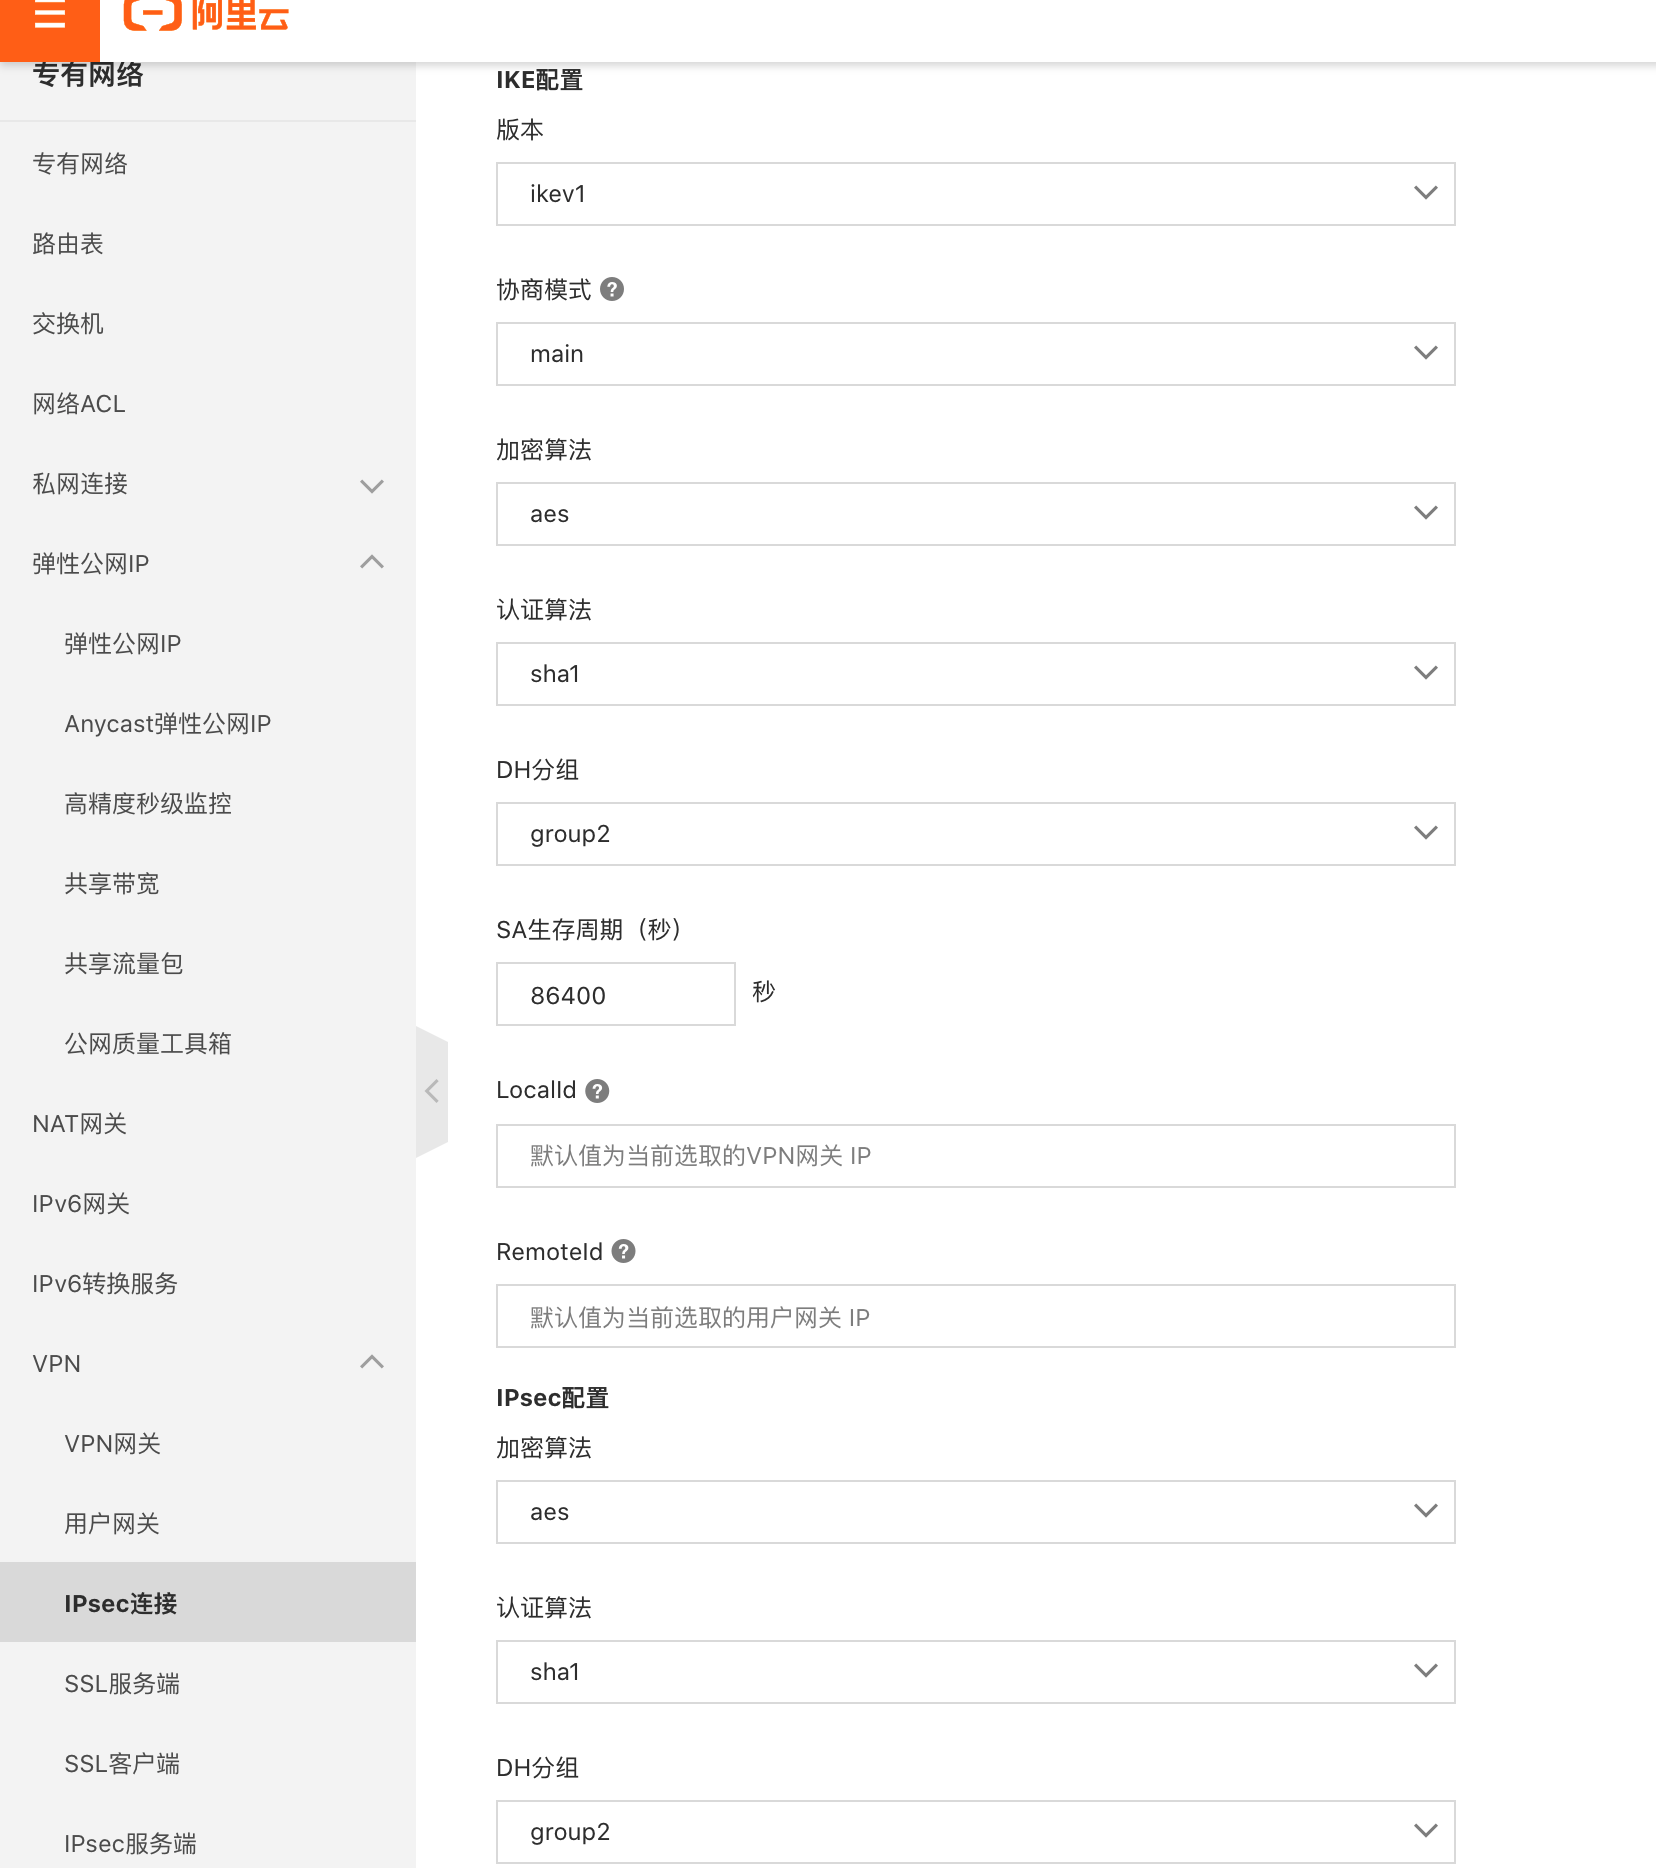 阿里云
专有网络
专有网络
路由表
交换机
网络ACL
私网连接
弹性公网IP
弹性公网IP
Anycast弹性公网IP
高精度秒级监控
共享带宽
共享流量包
公网质量工具箱
NAT网关
IPv6网关
IPv6转换服务
VPN
VPN网关
用户网关
IPsec连接
SSL服务端
SSL客户端
IPsec服务端
IKE配置
版本
ikev1
协商模式 ?
main
加密算法
aes
认证算法
sha1
DH分组
group2
SA生存周期（秒）
86400 秒
LocalId ?
默认值为当前选取的VPN网关 IP
RemoteId ?
默认值为当前选取的用户网关 IP
IPsec配置
加密算法
aes
认证算法
sha1
DH分组
group2